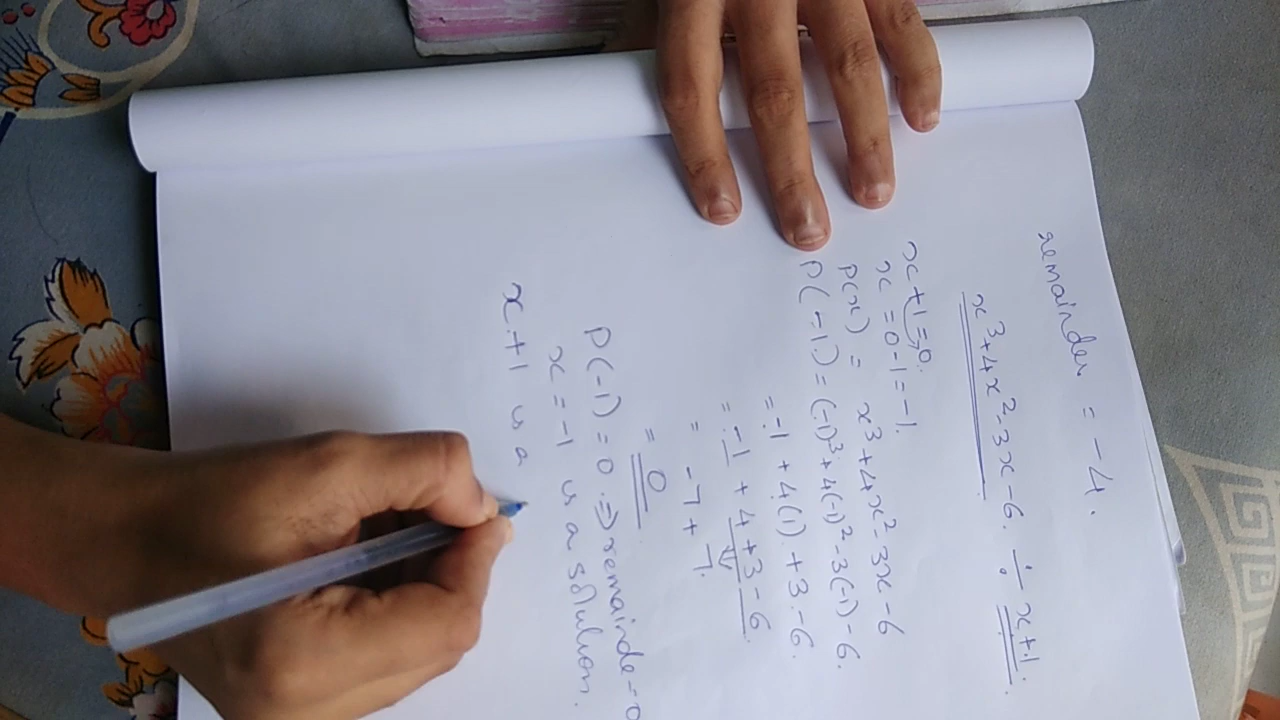 remainder = -4.
x³+4x²-3x-6. ÷ x+1.
x+1=0.
x = 0-1 = -1.
P(x) = x³+4x²-3x-6
P(-1) = (-1)³+4(-1)²-3(-1)-6.
= -1 + 4(1) +3-6.
= -1 + 4+3-6
= -7+ 7.
= 0
P(-1) = 0 ⇒ remainde=0
x = -1 is a solution.
x+1 is a